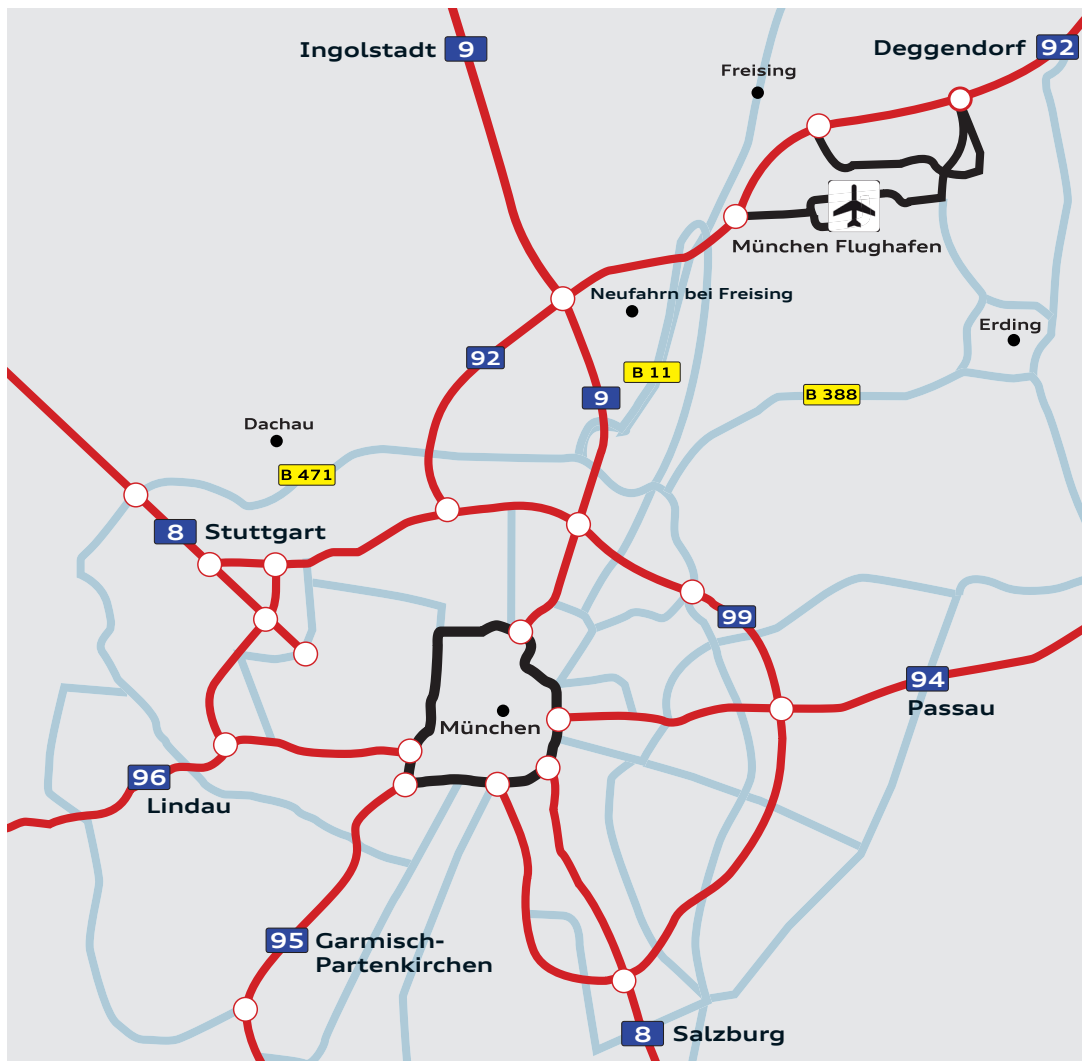 Ingolstadt 9
Deggendorf 92
Freising
München Flughafen
Neufahrn bei Freising
Erding
92
B 11
9
B 388
Dachau
B 471
8 Stuttgart
99
94
Passau
München
96
Lindau
95 Garmisch-
Partenkirchen
8 Salzburg